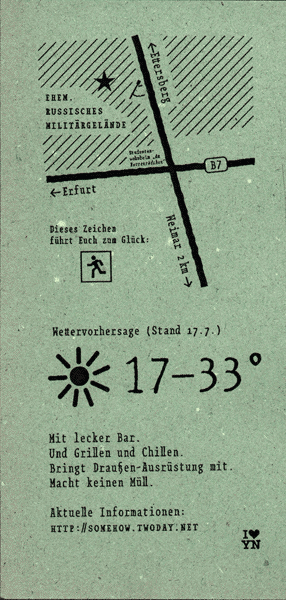 ← Ettersberg
EHEM.
RUSSISCHES
MILITÄRGELÄNDE
B7
← Erfurt
Weimar 2 km →
Dieses Zeichen
führt Euch zum Glück:
Wettervorhersage (Stand 17.7.)
17–33°
Mit lecker Bar.
Und Grillen und Chillen.
Bringt Draußen-Ausrüstung mit.
Macht keinen Müll.
Aktuelle Informationen:
HTTP://SOMEHOW.TWODAY.NET
I♥
YN